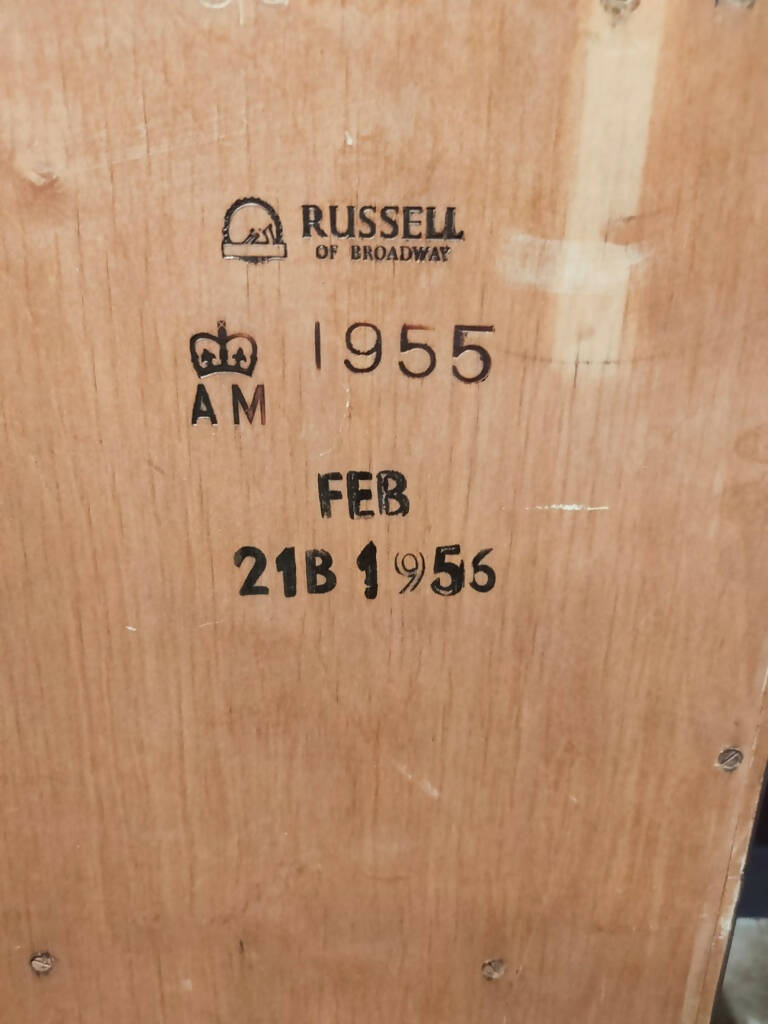 RUSSELL
OF BROADWAY
1955
AM
FEB
21B 1956